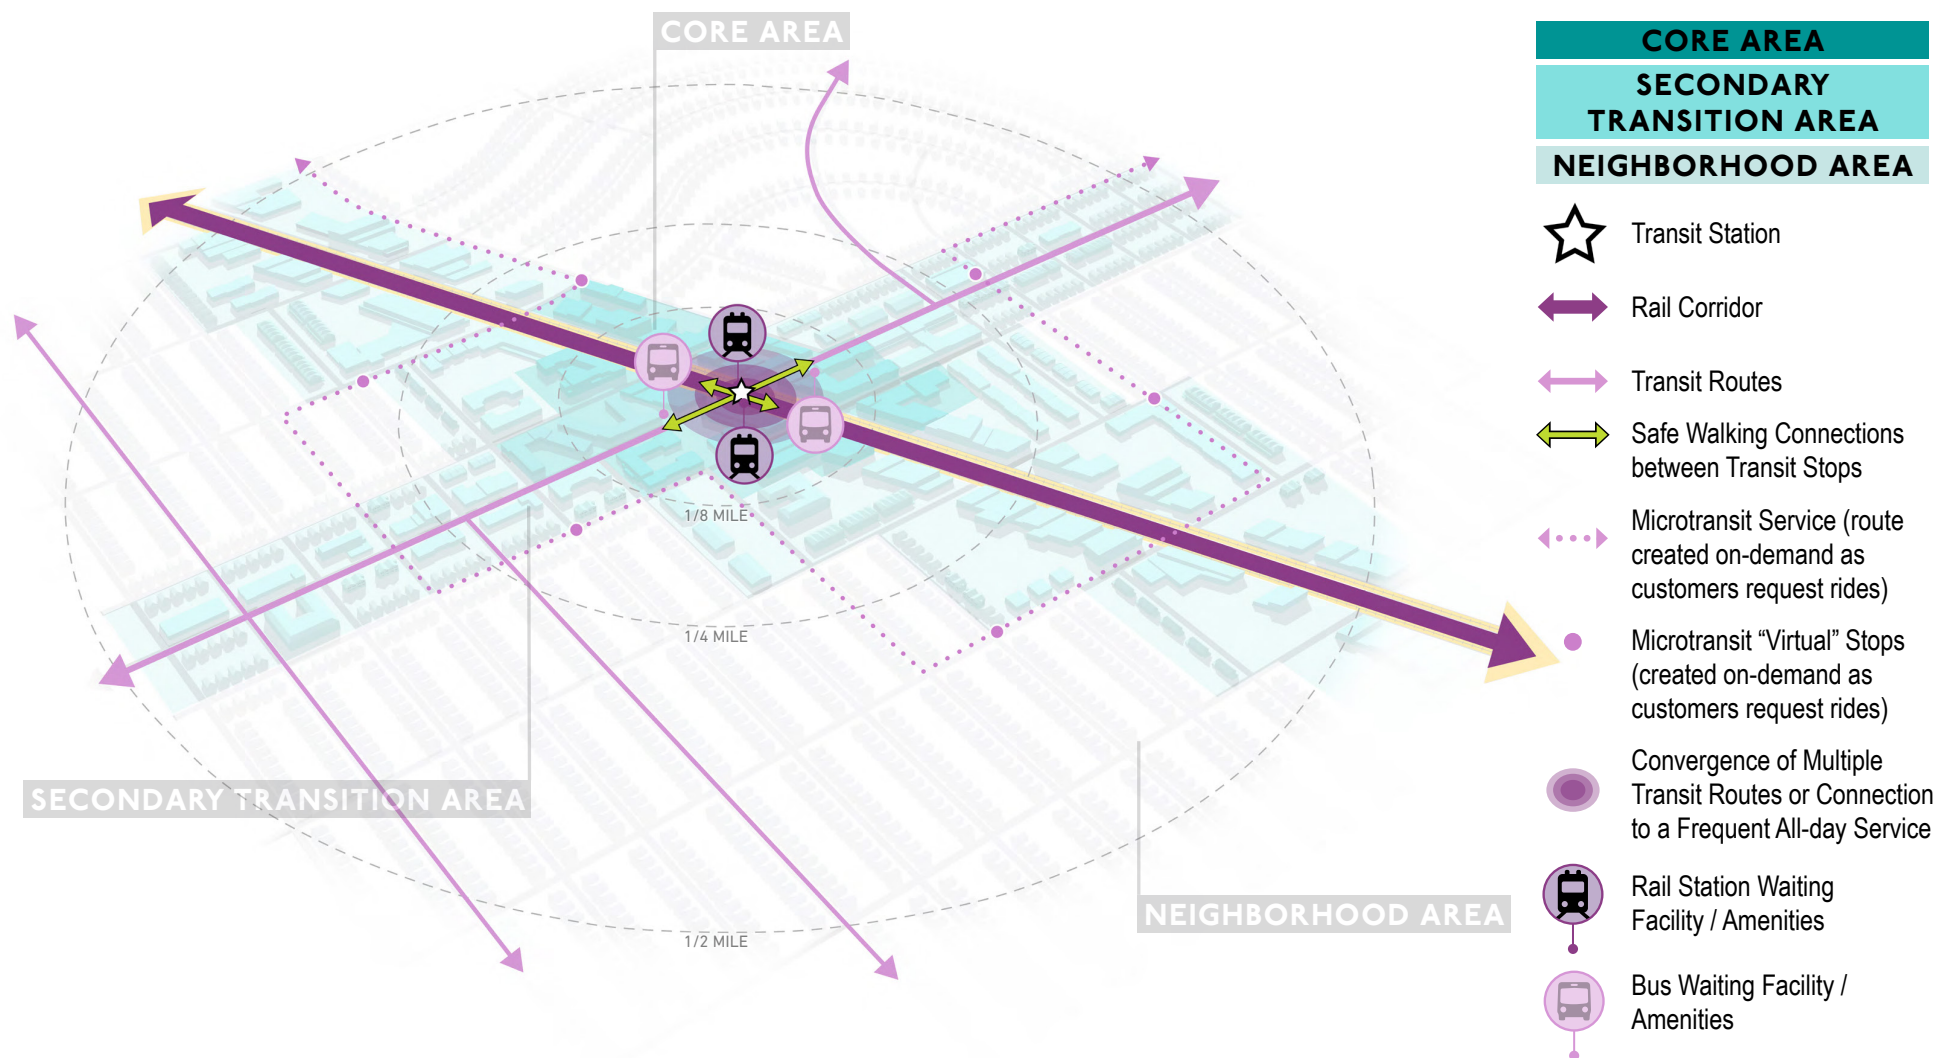 CORE AREA
1/8 MILE
1/4 MILE
SECONDARY TRANSITION AREA
NEIGHBORHOOD AREA
1/2 MILE
CORE AREA
SECONDARY
TRANSITION AREA
NEIGHBORHOOD AREA
Transit Station
Rail Corridor
Transit Routes
Safe Walking Connections
between Transit Stops
Microtransit Service (route
created on-demand as
customers request rides)
Microtransit “Virtual” Stops
(created on-demand as
customers request rides)
Convergence of Multiple
Transit Routes or Connection
to a Frequent All-day Service
Rail Station Waiting
Facility / Amenities
Bus Waiting Facility /
Amenities